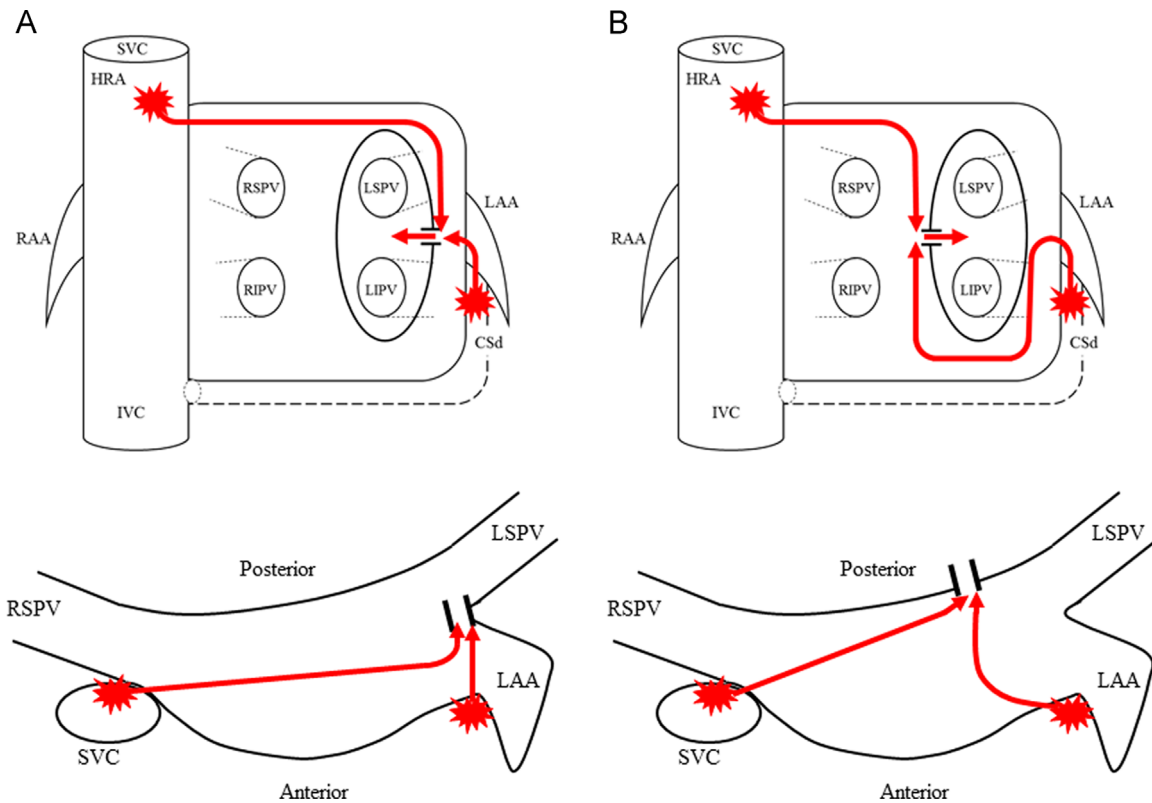 A
SVC
HRA
RSPV
LSPV
LAA
RAA
RIPV
LIPV
CSd
IVC
LSPV
Posterior
RSPV
LAA
SVC
Anterior
B
SVC
HRA
RSPV
LSPV
LAA
RAA
RIPV
LIPV
CSd
IVC
LSPV
Posterior
RSPV
LAA
SVC
Anterior